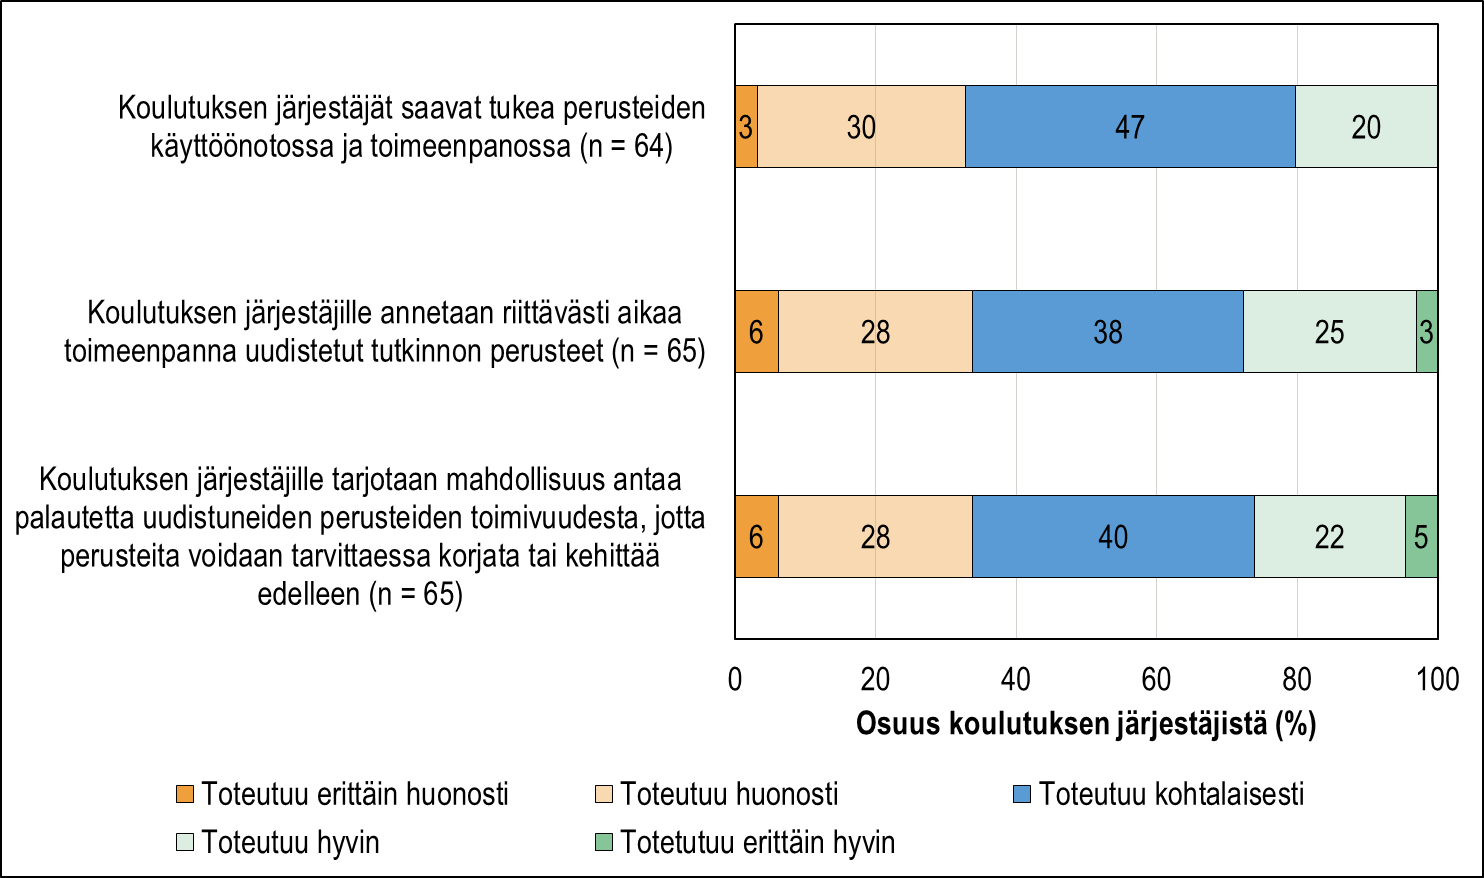 Koulutuksen järjestäjät saavat tukea perusteiden
käyttöönotossa ja toimeenpanossa (n = 64)
3 30 47 20
Koulutuksen järjestäjille annetaan riittävästi aikaa
toimeenpanna uudistetut tutkinnon perusteet (n = 65)
6 28 38 25 3
Koulutuksen järjestäjille tarjotaan mahdollisuus antaa
palautetta uudistuneiden perusteiden toimivuudesta, jotta
perusteita voidaan tarvittaessa korjata tai kehittää
edelleen (n = 65)
6 28 40 22 5
0 20 40 60 80 100
Osuus koulutuksen järjestäjistä (%)
Toteutuu erittäin huonosti Toteutuu huonosti Toteutuu kohtalaisesti
Toteutuu hyvin Totetutuu erittäin hyvin